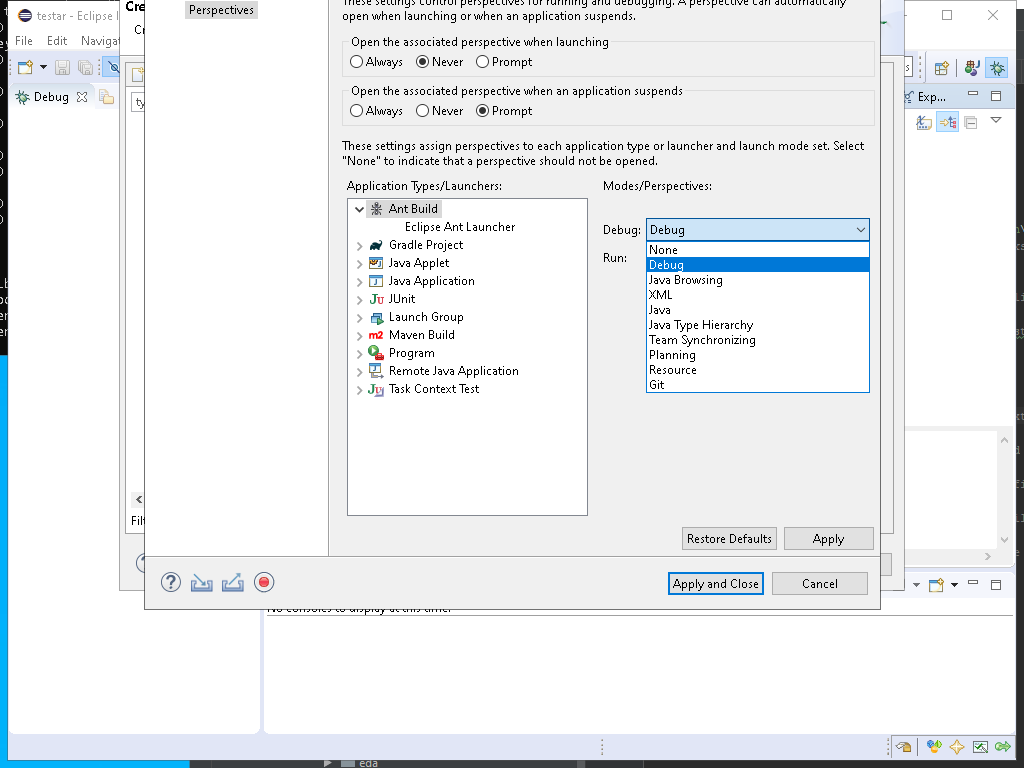 testar - Eclipse
Cre
Perspectives
These settings control perspectives for running and debugging. A perspective can automatically
open when launching or when an application suspends.
File Edit Naviga
Open the associated perspective when launching
Always Never Prompt
Debug
Exp...
Open the associated perspective when an application suspends
Always Never Prompt
These settings assign perspectives to each application type or launcher and launch mode set. Select
"None" to indicate that a perspective should not be opened.
Application Types/Launchers:
Modes/Perspectives:
Ant Build
Eclipse Ant Launcher
Gradle Project
Java Applet
Java Application
JUnit
Launch Group
Maven Build
Program
Remote Java Application
Task Context Test
Debug: Debug
Run:
None
Debug
Java Browsing
XML
Java
Java Type Hierarchy
Team Synchronizing
Planning
Resource
Git
Restore Defaults
Apply
Apply and Close
Cancel
No consoles to display at this time.
eda